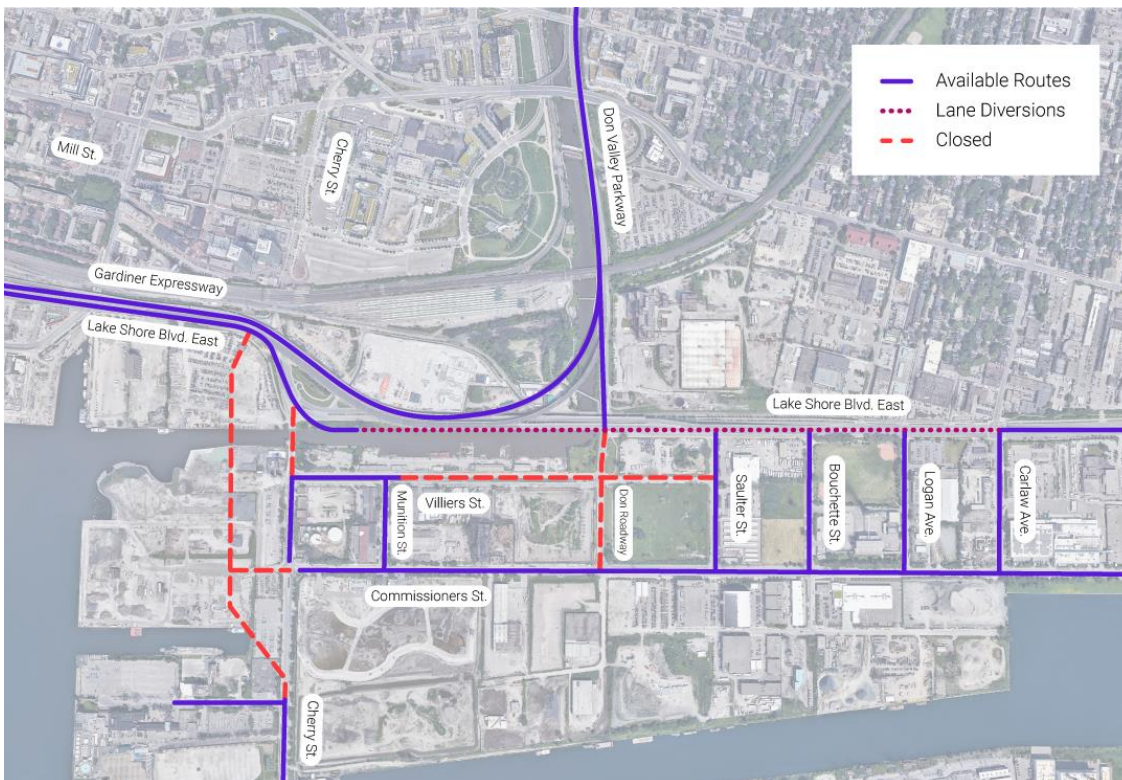 Available Routes
Lane Diversions
Closed
Mill St.
Cherry St.
Don Valley Parkway
Gardiner Expressway
Lake Shore Blvd. East
Lake Shore Blvd. East
Munition St.
Villiers St.
Don Roadway
Saulter St.
Bouchette St.
Logan Ave.
Carlaw Ave.
Commissioners St.
Cherry St.